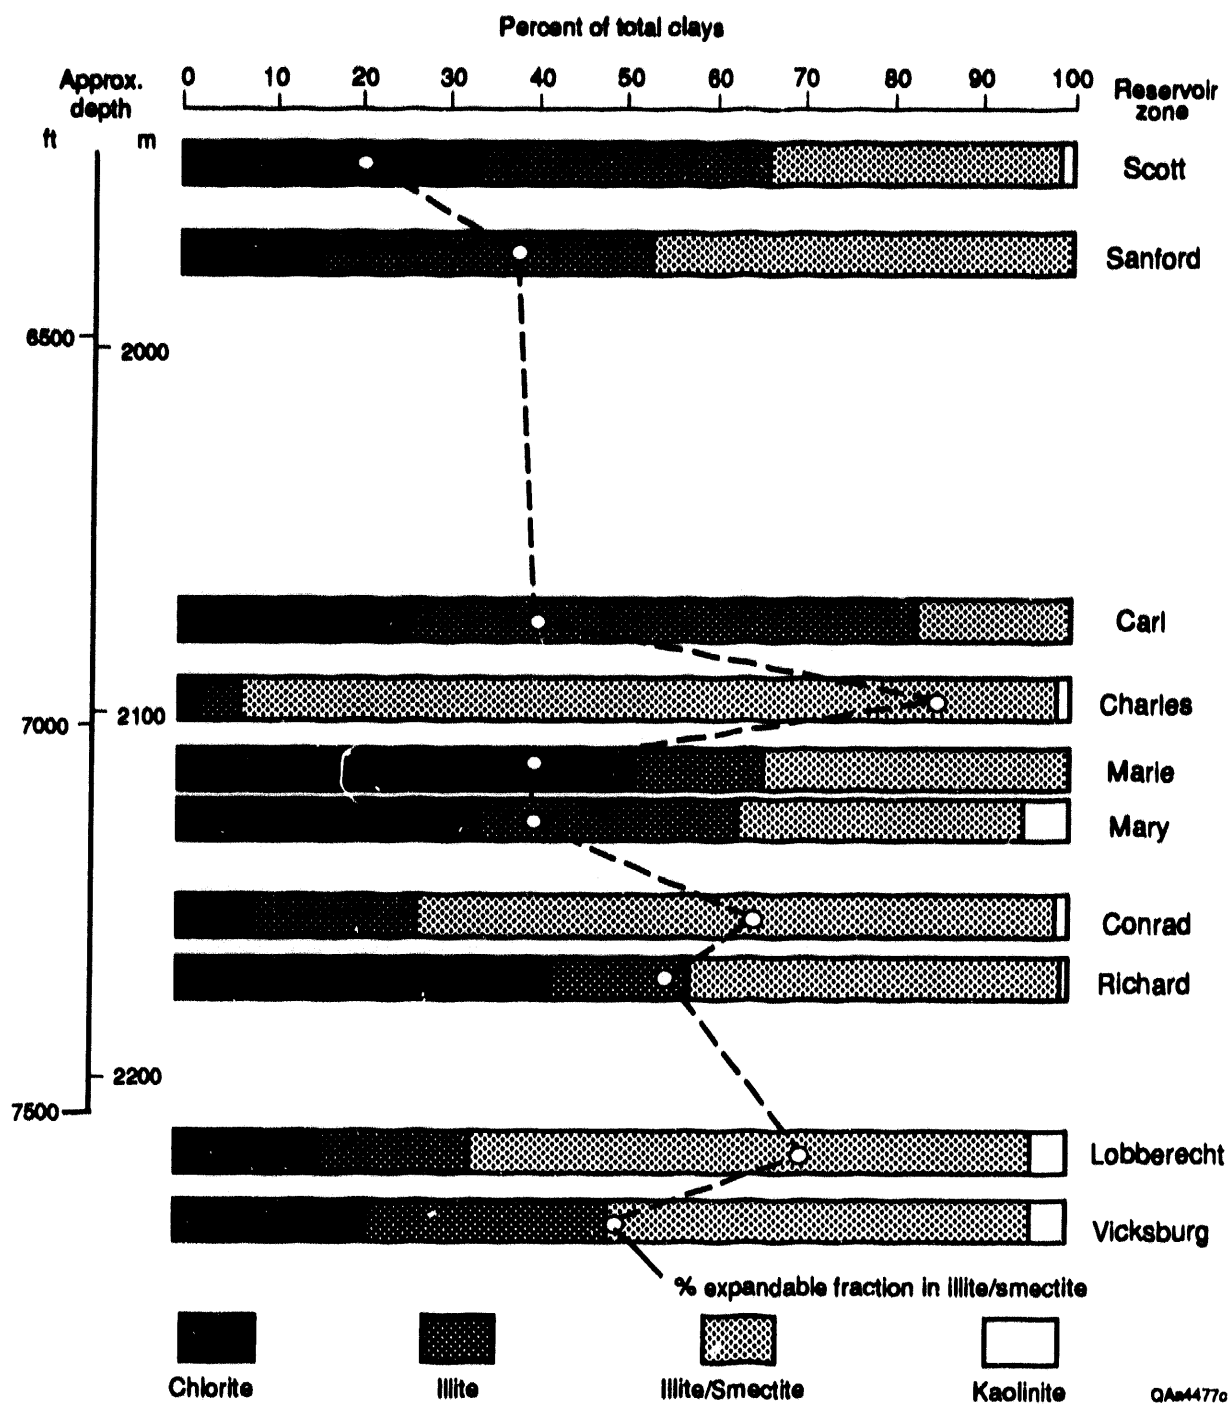 Percent of total clays
Approx. depth
0 10 20 30 40 50 60 70 80 90 100
Reservoir zone
ft m
Scott
Sanford
6500
2000
Carl
Charles
7000
2100
Marie
Mary
Conrad
Richard
2200
7500
Lobberecht
Vicksburg
% expandable fraction in illite/smectite
Chlorite
Illite
Illite/Smectite
Kaolinite
QAa4477c